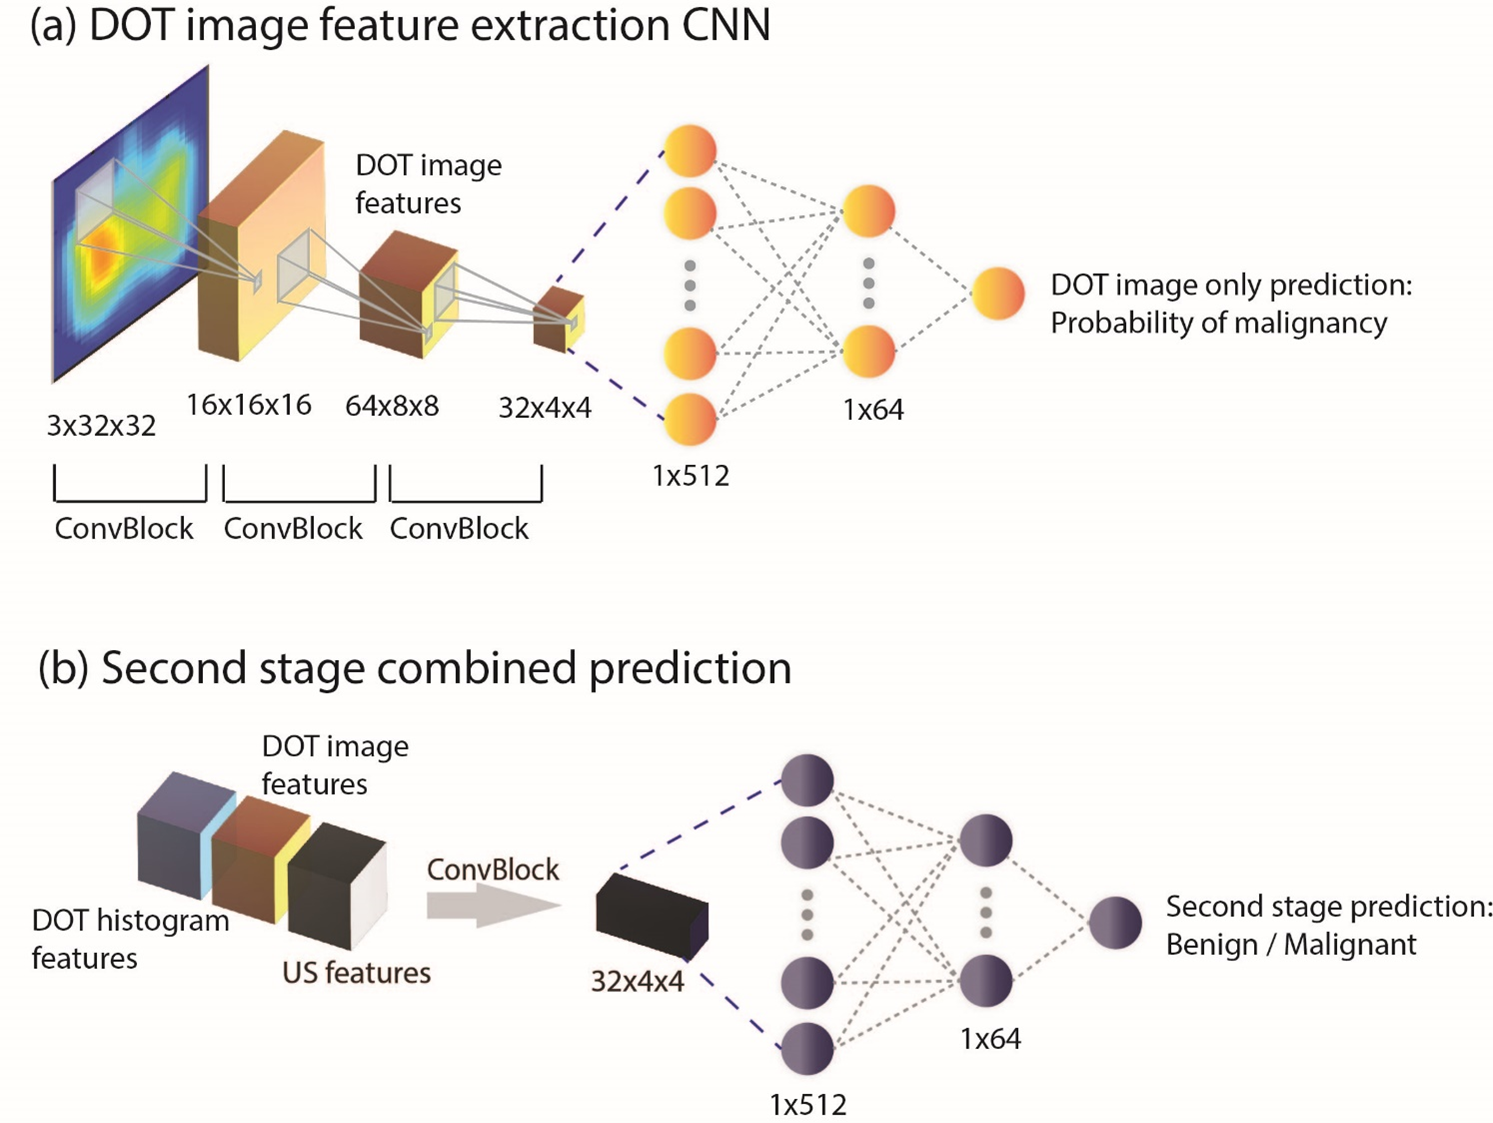 (a) DOT image feature extraction CNN
DOT image
features
3x32x32
16x16x16
64x8x8
32x4x4
1x512
1x64
DOT image only prediction:
Probability of malignancy
ConvBlock
ConvBlock
ConvBlock
(b) Second stage combined prediction
DOT image
features
DOT histogram
features
US features
ConvBlock
32x4x4
1x512
1x64
Second stage prediction:
Benign / Malignant